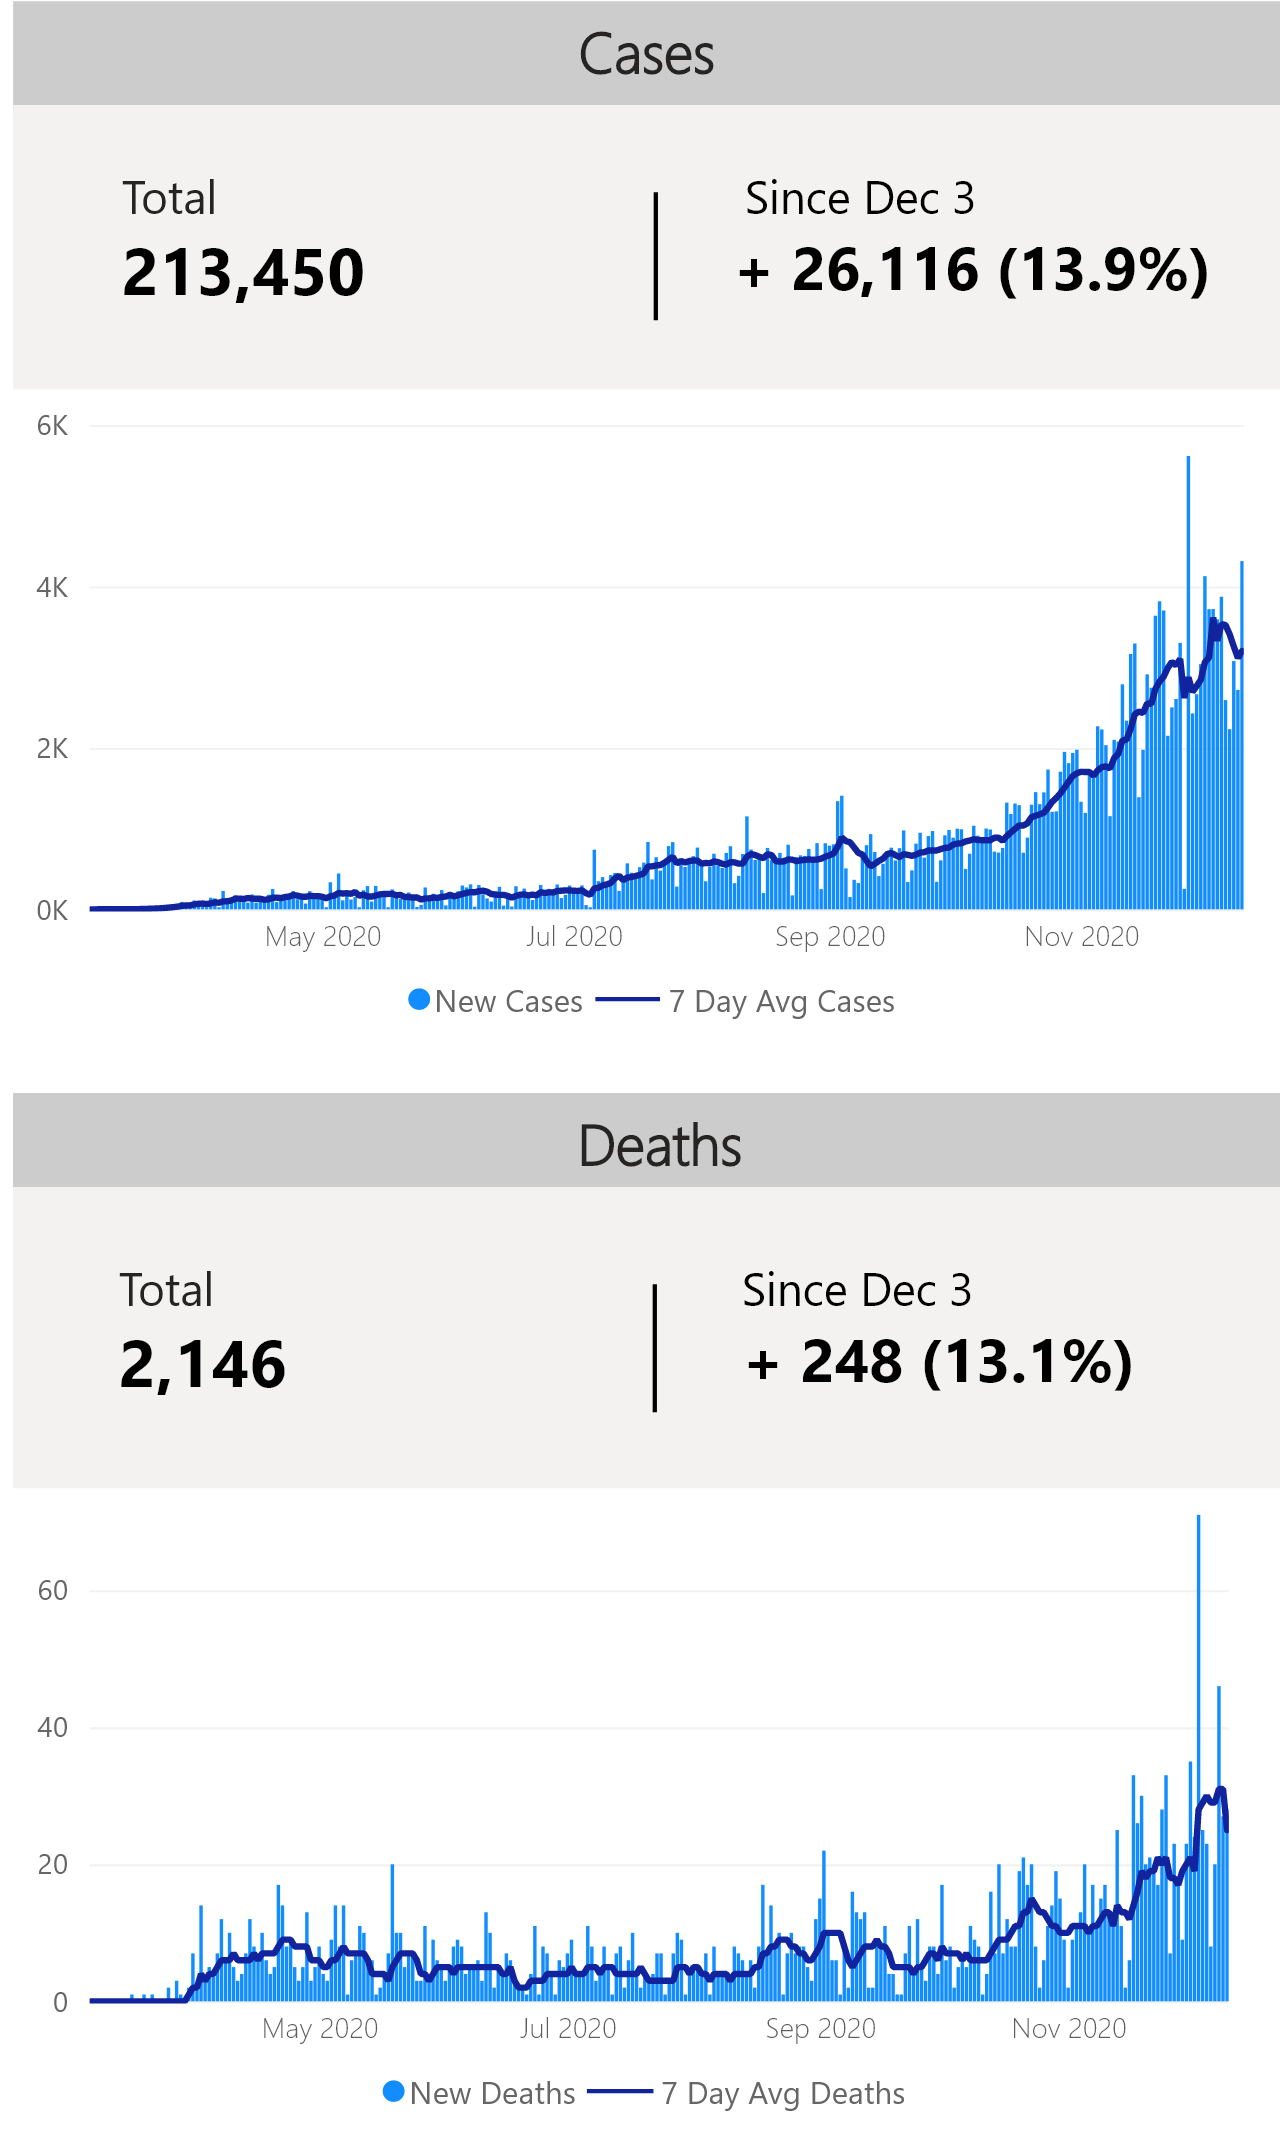 Cases
Total
Since Dec 3
213,450
+ 26,116 (13.9%)
6K
4K
2K
0K
May 2020
Jul 2020
Sep 2020
Nov 2020
New Cases
7 Day Avg Cases
Deaths
Total
Since Dec 3
2,146
+ 248 (13.1%)
60
40
20
0
May 2020
Jul 2020
Sep 2020
Nov 2020
New Deaths
7 Day Avg Deaths